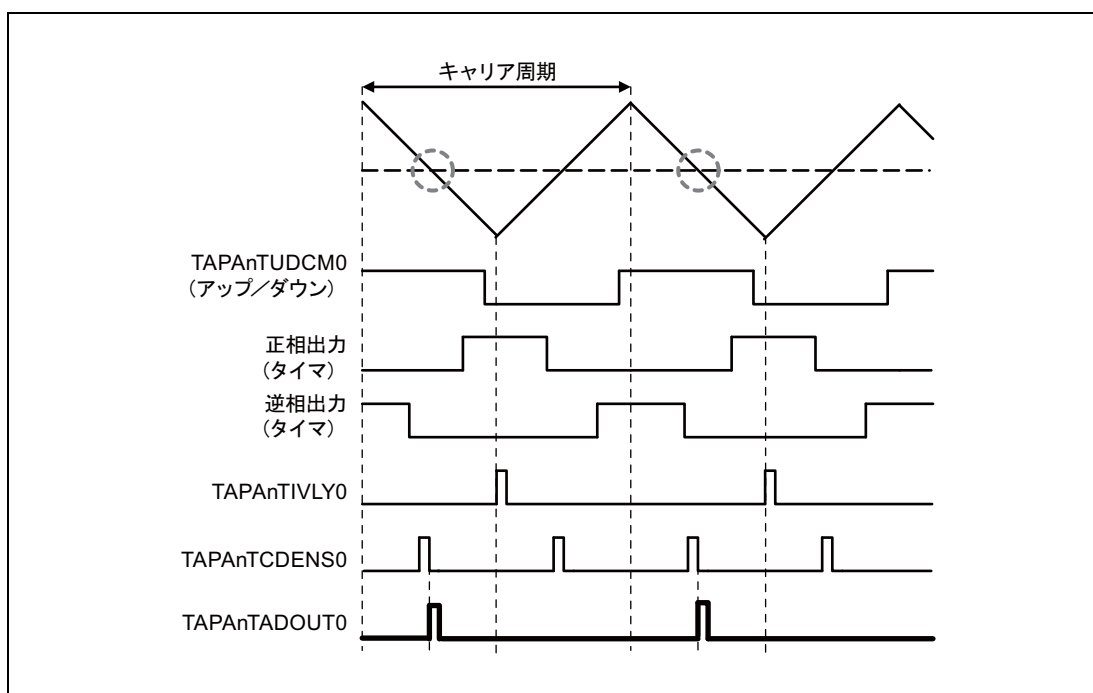 キャリア周期
TAPAnTUDCM0
（アップ／ダウン）
正相出力
（タイマ）
逆相出力
（タイマ）
TAPAnTIVLY0
TAPAnTCDENS0
TAPAnTADOUT0